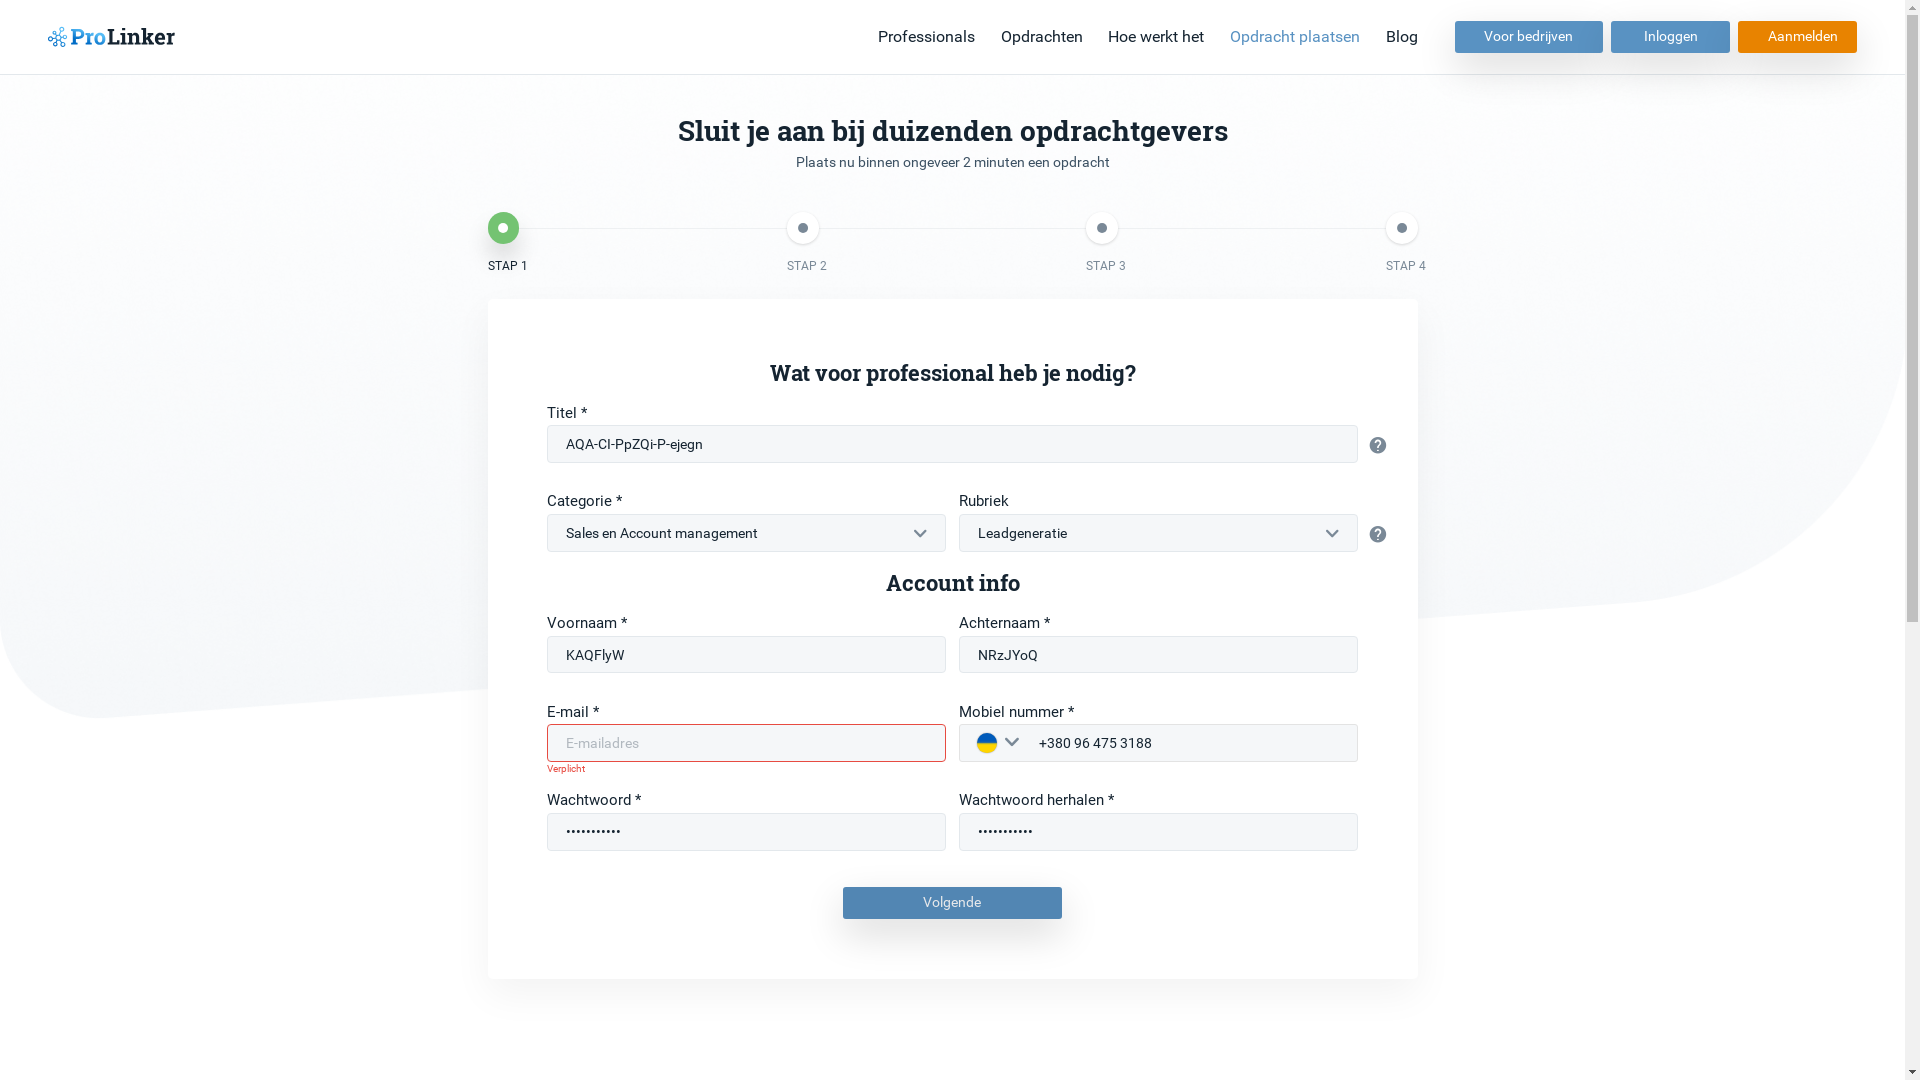 ProLinker
Professionals Opdrachten Hoe werkt het Opdracht plaatsen Blog Voor bedrijven Inloggen Aanmelden
Sluit je aan bij duizenden opdrachtgevers
Plaats nu binnen ongeveer 2 minuten een opdracht
STAP 1 STAP 2 STAP 3 STAP 4
Wat voor professional heb je nodig?
Titel *
AQA-CI-PpZQi-P-ejegn
Categorie * Rubriek
Sales en Account management Leadgeneratie
Account info
Voornaam * Achternaam *
KAQFlyW NRzJYoQ
E-mail * Mobiel nummer *
E-mailadres +380 96 475 3188
Verplicht
Wachtwoord * Wachtwoord herhalen *
••••••••••• •••••••••••
Volgende